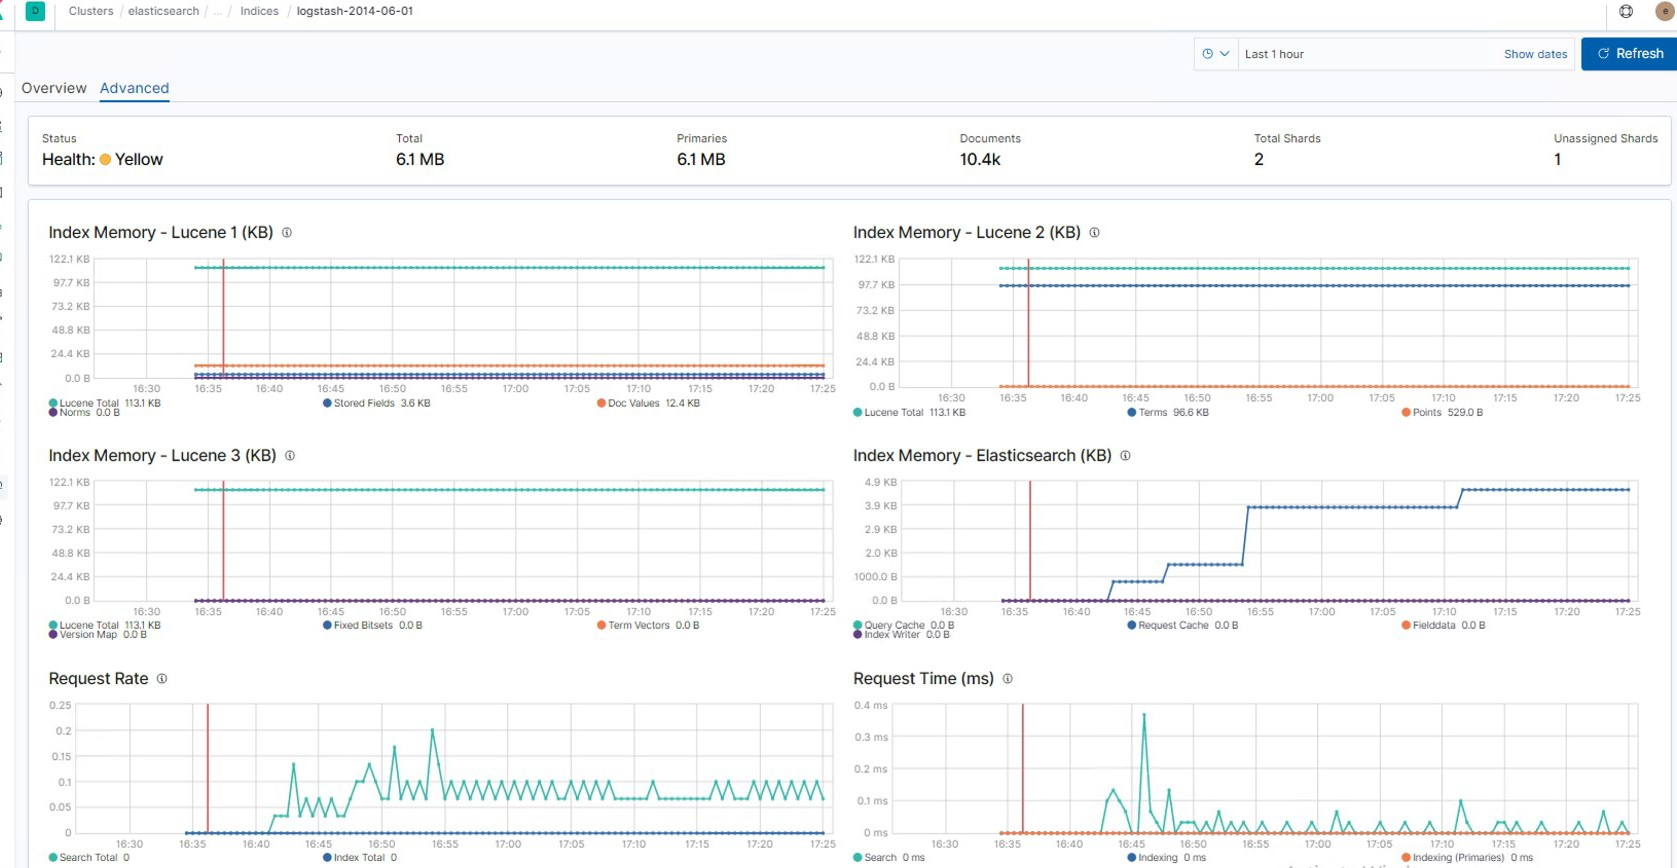 D Clusters / elasticsearch / ... / Indices / logstash-2014-06-01 e
Last 1 hour Show dates Refresh
Overview Advanced
Status Total Primaries Documents Total Shards Unassigned Shards
Health: Yellow 6.1 MB 6.1 MB 10.4k 2 1
Index Memory - Lucene 1 (KB)
122.1 KB
97.7 KB
73.2 KB
48.8 KB
24.4 KB
0.0 B
16:30 16:35 16:40 16:45 16:50 16:55 17:00 17:05 17:10 17:15 17:20 17:25
Lucene Total 113.1 KB Stored Fields 3.6 KB Doc Values 12.4 KB
Norms 0.0 B
Index Memory - Lucene 2 (KB)
122.1 KB
97.7 KB
73.2 KB
48.8 KB
24.4 KB
0.0 B
16:30 16:35 16:40 16:45 16:50 16:55 17:00 17:05 17:10 17:15 17:20 17:25
Lucene Total 113.1 KB Terms 96.6 KB Points 529.0 B
Index Memory - Lucene 3 (KB)
122.1 KB
97.7 KB
73.2 KB
48.8 KB
24.4 KB
0.0 B
16:30 16:35 16:40 16:45 16:50 16:55 17:00 17:05 17:10 17:15 17:20 17:25
Lucene Total 113.1 KB Fixed Bitsets 0.0 B Term Vectors 0.0 B
Version Map 0.0 B
Index Memory - Elasticsearch (KB)
4.9 KB
3.9 KB
2.9 KB
2.0 KB
1000.0 B
0.0 B
16:30 16:35 16:40 16:45 16:50 16:55 17:00 17:05 17:10 17:15 17:20 17:25
Query Cache 0.0 B Request Cache 0.0 B Fielddata 0.0 B
Index Writer 0.0 B
Request Rate
0.25
0.2
0.15
0.1
0.05
0
16:30 16:35 16:40 16:45 16:50 16:55 17:00 17:05 17:10 17:15 17:20 17:25
Search Total 0 Index Total 0
Request Time (ms)
0.4 ms
0.3 ms
0.2 ms
0.1 ms
0 ms
16:30 16:35 16:40 16:45 16:50 16:55 17:00 17:05 17:10 17:15 17:20 17:25
Search 0 ms Indexing 0 ms Indexing (Primaries) 0 ms